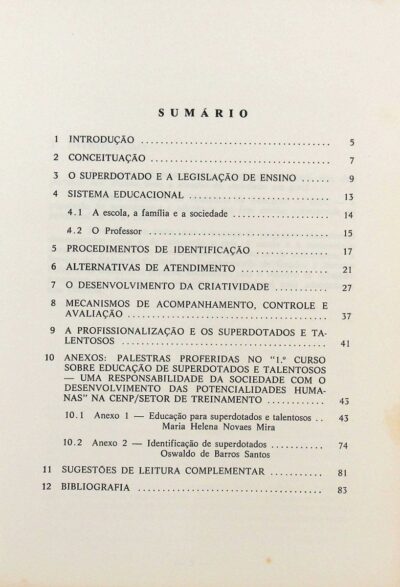 SUMÁRIO
1 INTRODUÇÃO .......... 5
2 CONCEITUAÇÃO .......... 7
3 O SUPERDOTADO E A LEGISLAÇÃO DE ENSINO ...... 9
4 SISTEMA EDUCACIONAL .......... 13
4.1 A escola, a família e a sociedade .......... 14
4.2 O Professor .......... 15
5 PROCEDIMENTOS DE IDENTIFICAÇÃO .......... 17
6 ALTERNATIVAS DE ATENDIMENTO .......... 21
7 O DESENVOLVIMENTO DA CRIATIVIDADE .......... 27
8 MECANISMOS DE ACOMPANHAMENTO, CONTROLE E
AVALIAÇÃO .......... 37
9 A PROFISSIONALIZAÇÃO E OS SUPERDOTADOS E TA-
LENTOSOS .......... 41
10 ANEXOS: PALESTRAS PROFERIDAS NO "1.º CURSO
SOBRE EDUCAÇÃO DE SUPERDOTADOS E TALENTOSOS
— UMA RESPONSABILIDADE DA SOCIEDADE COM O
DESENVOLVIMENTO DAS POTENCIALIDADES HUMA-
NAS" NA CENP/SETOR DE TREINAMENTO .......... 43
10.1 Anexo 1 — Educação para superdotados e talentosos .. 43
Maria Helena Novaes Mira
10.2 Anexo 2 — Identificação de superdotados .......... 74
Oswaldo de Barros Santos
11 SUGESTÕES DE LEITURA COMPLEMENTAR .......... 81
12 BIBLIOGRAFIA .......... 83